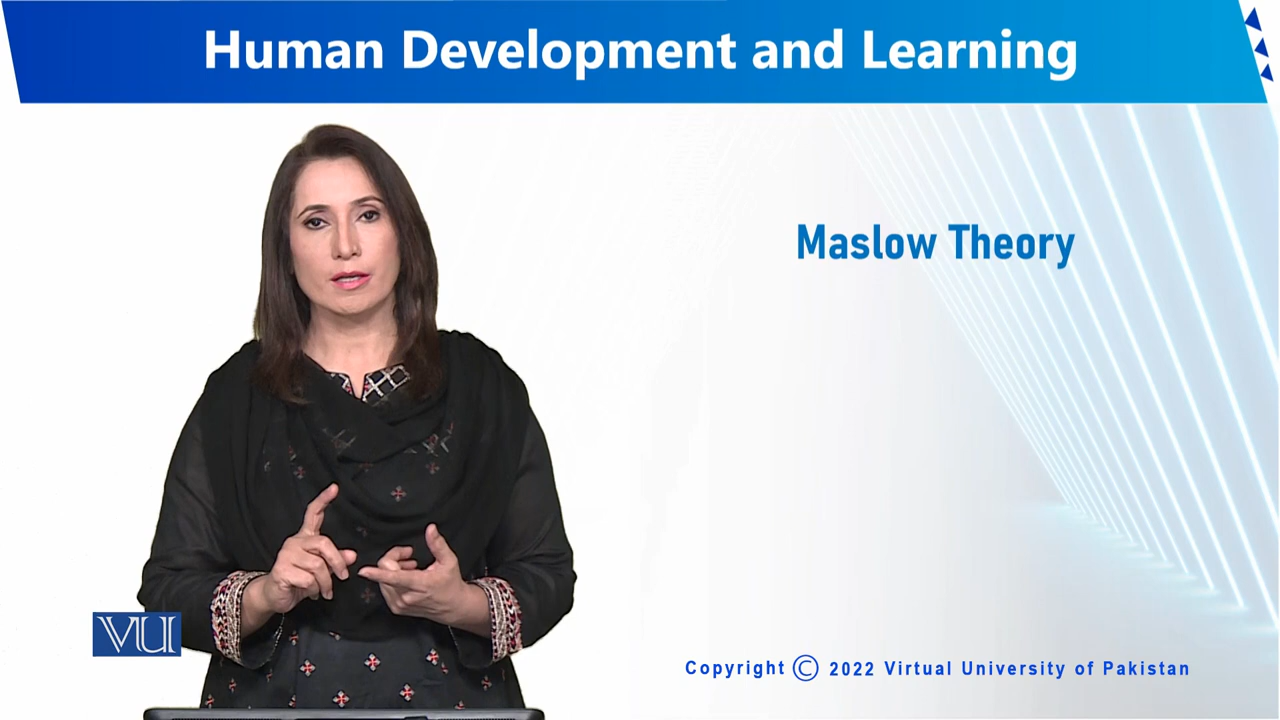 Human Development and Learning
Maslow Theory
VU
Copyright © 2022 Virtual University of Pakistan